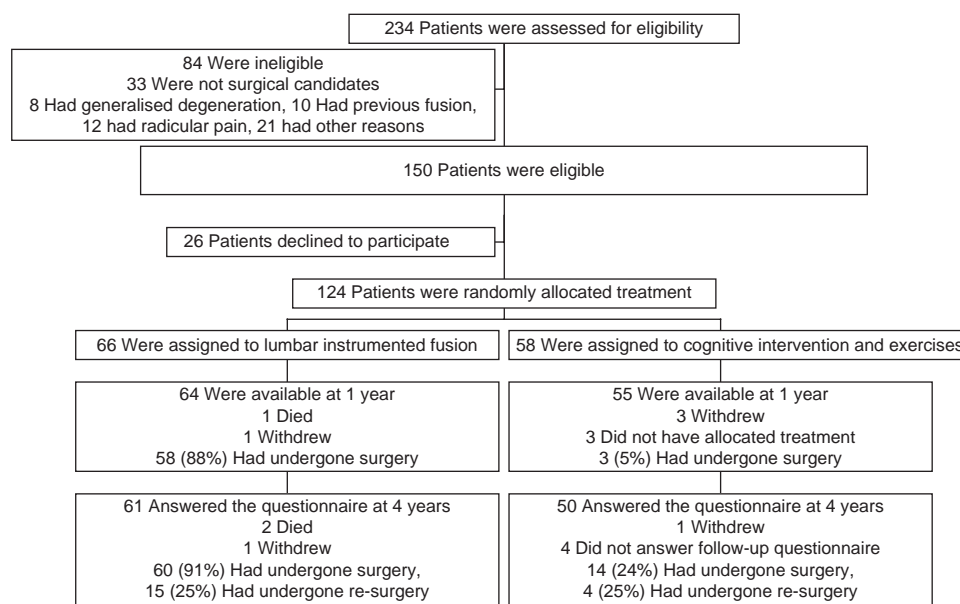 234 Patients were assessed for eligibility
84 Were ineligible
33 Were not surgical candidates
8 Had generalised degeneration, 10 Had previous fusion,
12 had radicular pain, 21 had other reasons
150 Patients were eligible
26 Patients declined to participate
124 Patients were randomly allocated treatment
66 Were assigned to lumbar instrumented fusion
58 Were assigned to cognitive intervention and exercises
64 Were available at 1 year
1 Died
1 Withdrew
58 (88%) Had undergone surgery
55 Were available at 1 year
3 Withdrew
3 Did not have allocated treatment
3 (5%) Had undergone surgery
61 Answered the questionnaire at 4 years
2 Died
1 Withdrew
60 (91%) Had undergone surgery,
15 (25%) Had undergone re-surgery
50 Answered the questionnaire at 4 years
1 Withdrew
4 Did not answer follow-up questionnaire
14 (24%) Had undergone surgery,
4 (25%) Had undergone re-surgery